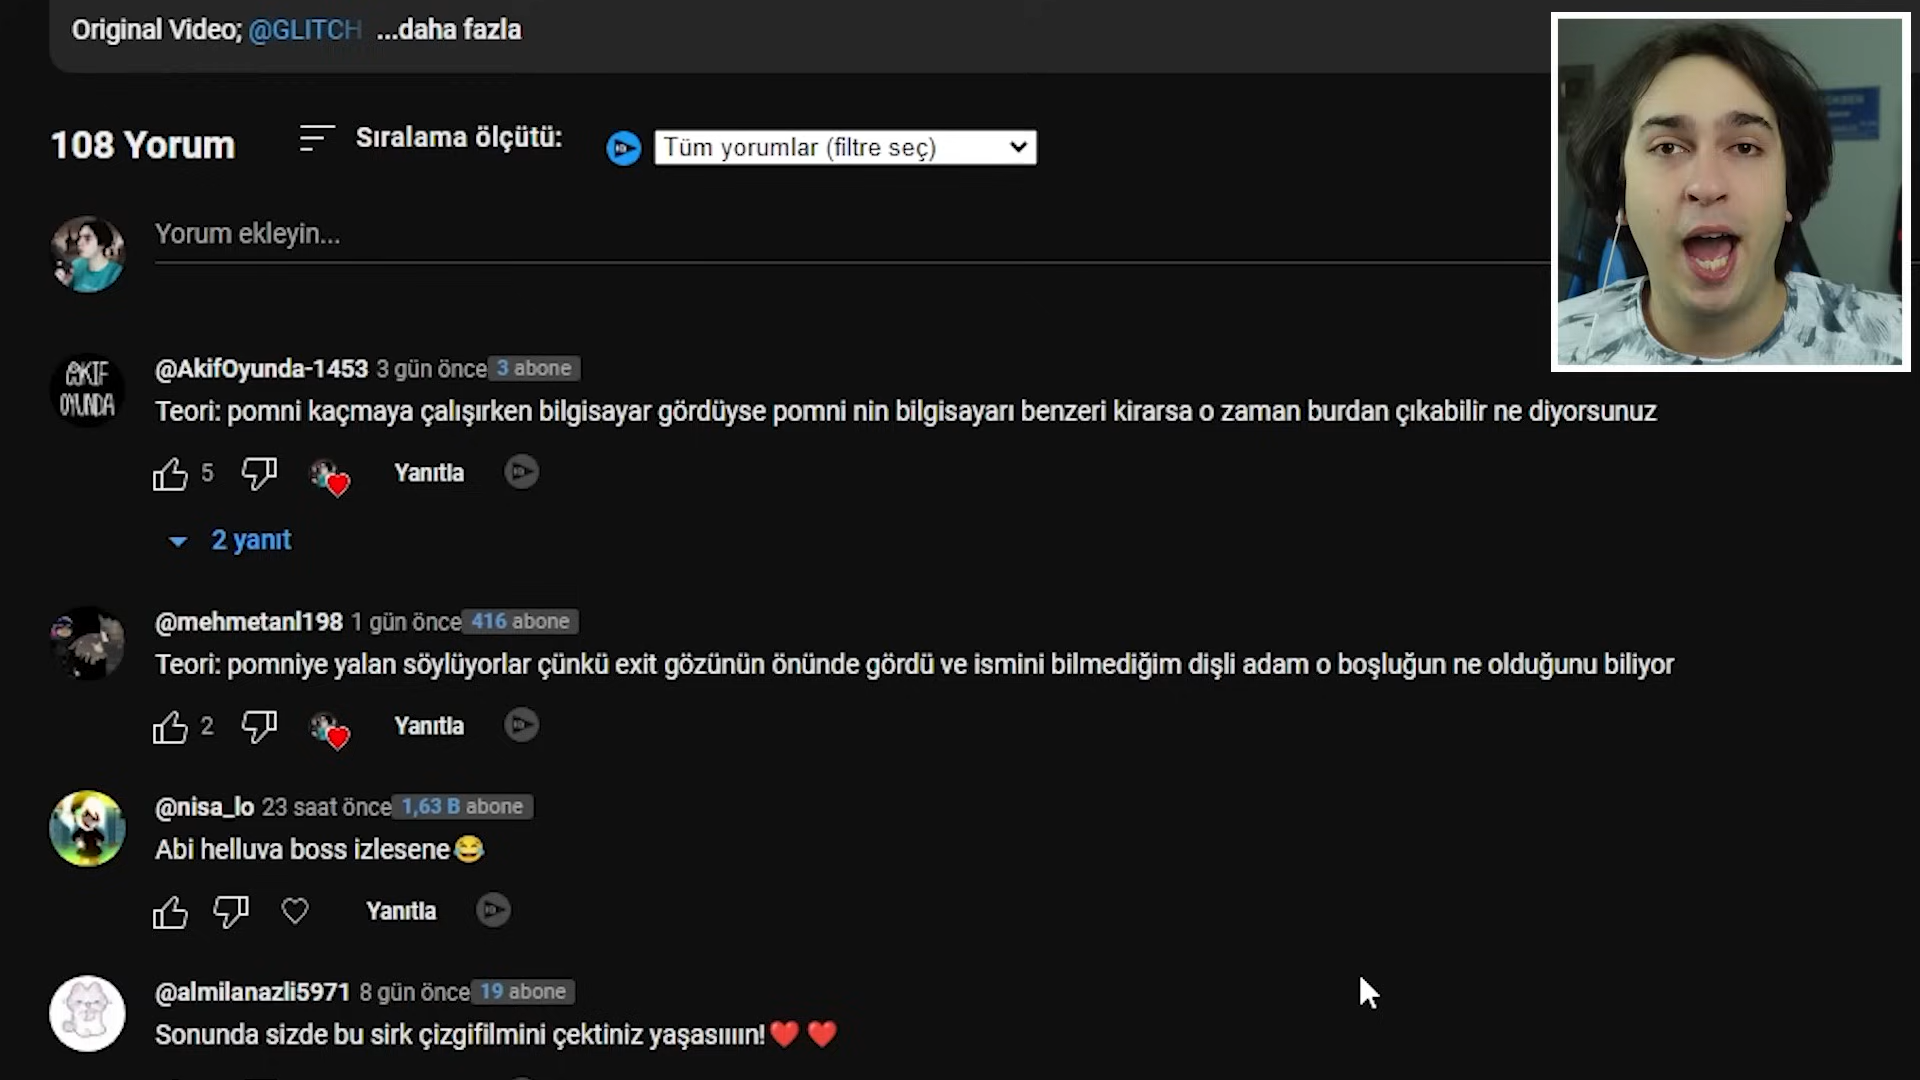 Original Video; @GLITCH ...daha fazla
108 Yorum
Sıralama ölçütü:
Tüm yorumlar (filtre seç)
Yorum ekleyin...
@AkifOyunda-1453 3 gün önce 3 abone
Teori: pomni kaçmaya çalışırken bilgisayar gördüyse pomni nin bilgisayarı benzeri kirarsa o zaman burdan çıkabilir ne diyorsunuz
5
Yanıtla
2 yanıt
@mehmetanl198 1 gün önce 416 abone
Teori: pomniye yalan söylüyorlar çünkü exit gözünün önünde gördü ve ismini bilmediğim dişli adam o boşluğun ne olduğunu biliyor
2
Yanıtla
@nisa_lo 23 saat önce 1,63 B abone
Abi helluva boss izlesene😂
Yanıtla
@almilanazli5971 8 gün önce 19 abone
Sonunda sizde bu sirk çizgifilmini çektiniz yaşasıııın!❤️ ❤️